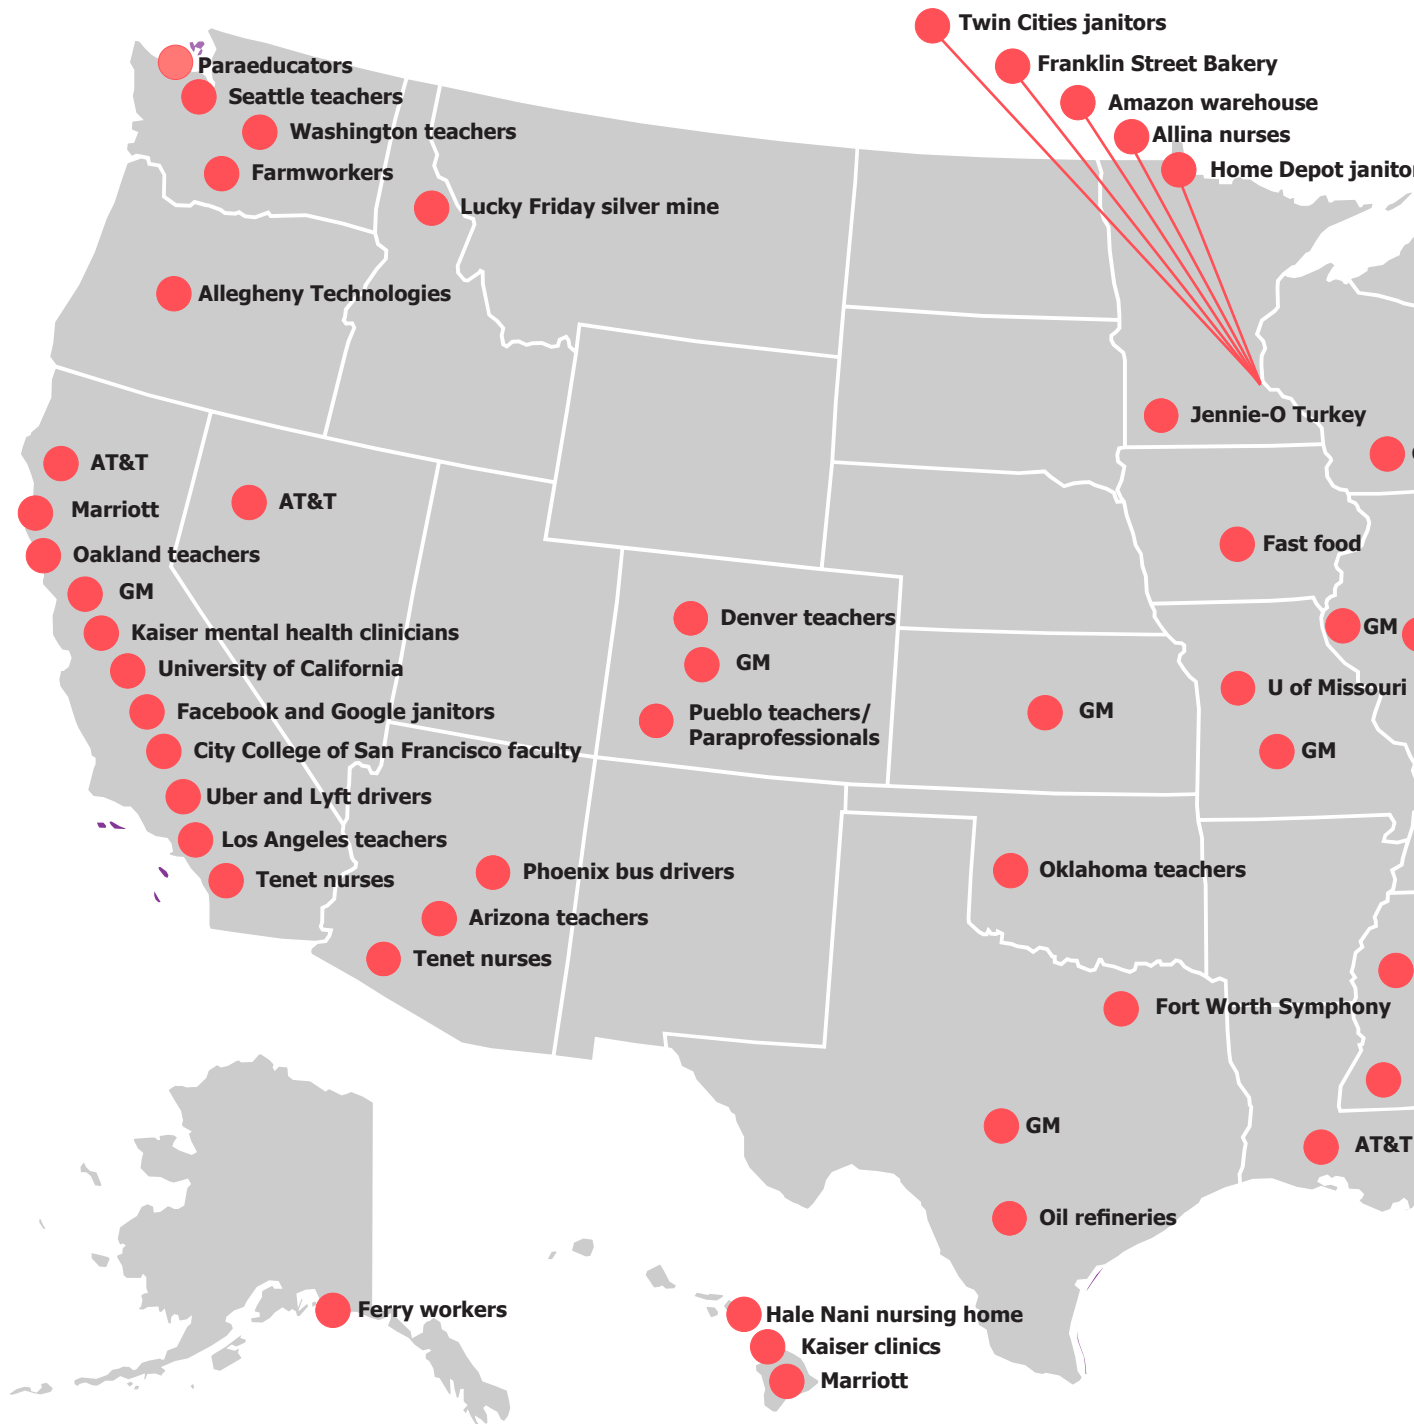 Twin Cities janitors
Franklin Street Bakery
Paraeducators
Seattle teachers
Amazon warehouse
Washington teachers
Allina nurses
Farmworkers
Home Depot janitor
Lucky Friday silver mine
Allegheny Technologies
Jennie-O Turkey
AT&T
AT&T
Marriott
Fast food
Oakland teachers
GM
Denver teachers
GM
Kaiser mental health clinicians
GM
University of California
U of Missouri
Facebook and Google janitors
Pueblo teachers/
Paraprofessionals
GM
City College of San Francisco faculty
GM
Uber and Lyft drivers
Los Angeles teachers
Phoenix bus drivers
Oklahoma teachers
Tenet nurses
Arizona teachers
Tenet nurses
Fort Worth Symphony
GM
AT&T
Oil refineries
Ferry workers
Hale Nani nursing home
Kaiser clinics
Marriott